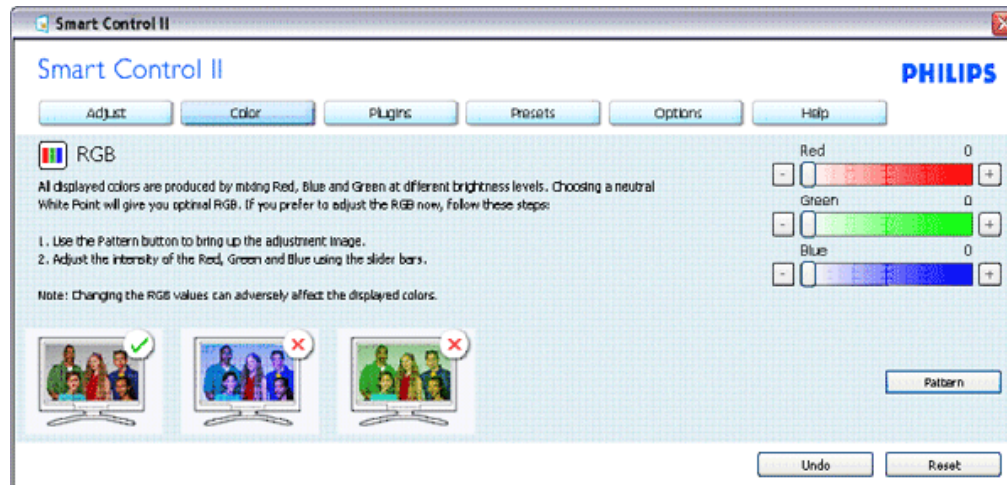 Smart Control II
Smart Control II
PHILIPS
Adjust Color Plugins Presets Options Help
RGB
All displayed colors are produced by mixing Red, Blue and Green at different brightness levels. Choosing a neutral
White Point will give you optimal RGB. If you prefer to adjust the RGB now, follow these steps:
1. Use the Pattern button to bring up the adjustment image.
2. Adjust the intensity of the Red, Green and Blue using the slider bars.
Note: Changing the RGB values can adversely affect the displayed colors.
Red 0
- +
Green 0
- +
Blue 0
- +
Pattern
Undo Reset